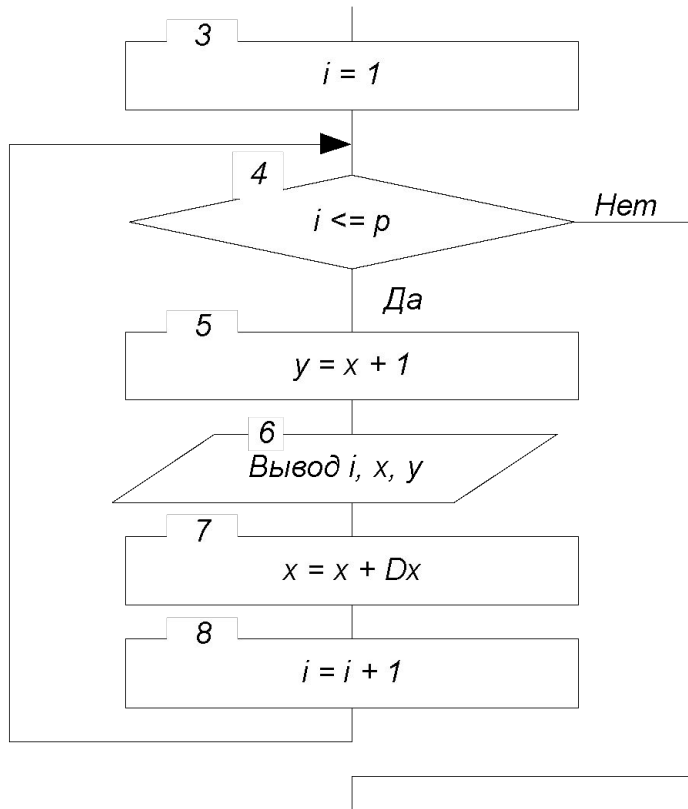 3
i = 1
4
i <= p
Нет
Да
5
y = x + 1
6
Вывод i, x, y
7
x = x + Dx
8
i = i + 1